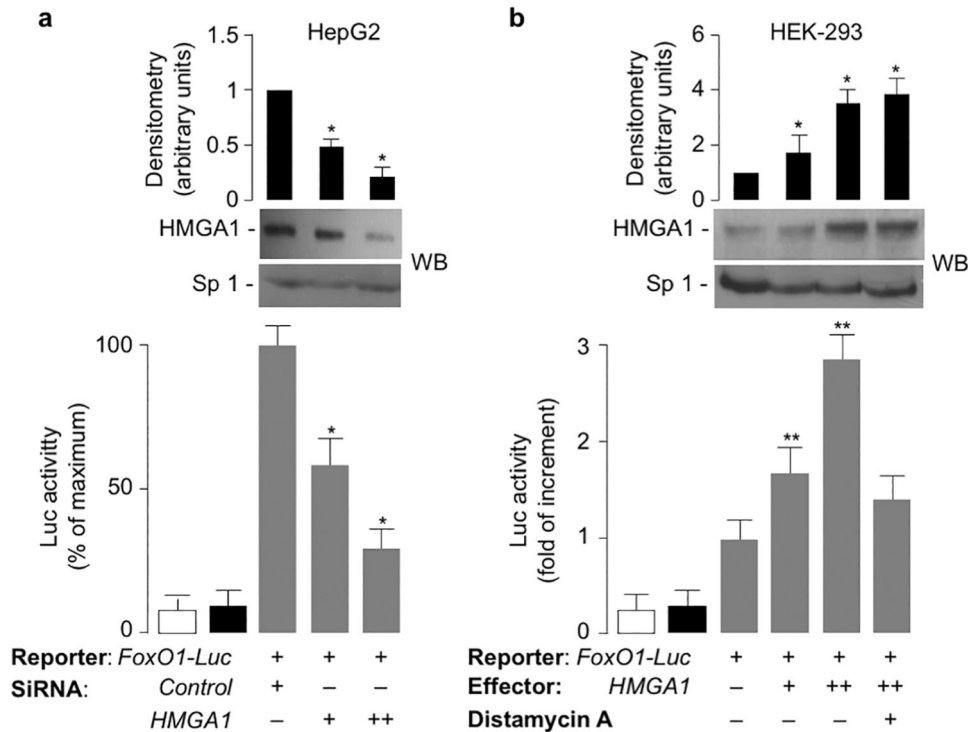 a
HepG2
Densitometry
(arbitrary units)
1.5
1
0.5
0
*
*
HMGA1 -
Sp 1 -
WB
Luc activitty
(% of maximum)
100
50
0
*
*
Reporter: FoxO1-Luc + + +
SiRNA: Control + – –
HMGA1 – + ++
b
HEK-293
Densitometry
(arbitrary units)
6
4
2
0
*
*
*
HMGA1 -
Sp 1 -
WB
Luc activity
(fold of increment)
3
2
1
0
**
**
Reporter: FoxO1-Luc + + + +
Effector: HMGA1 – + ++ ++
Distamycin A – – – +